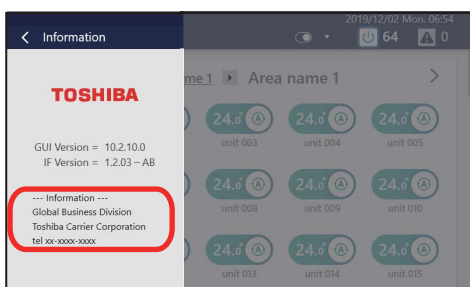 2019/12/02 Mon. 06:54
Information
64
0
me 1 Area name 1
TOSHIBA
GUI Version = 10.2.10.0
IF Version = 1.2.03 – AB
--- Information ---
Global Business Division
Toshiba Carrier Corporation
tel xx-xxxx-xxxx
24.0° A 24.0° A 24.0° A
unit 003 unit 004 unit 005
24.0° A 24.0° A 24.0° A
unit 008 unit 009 unit 010
24.0° A 24.0° A 24.0° A
unit 013 unit 014 unit 015